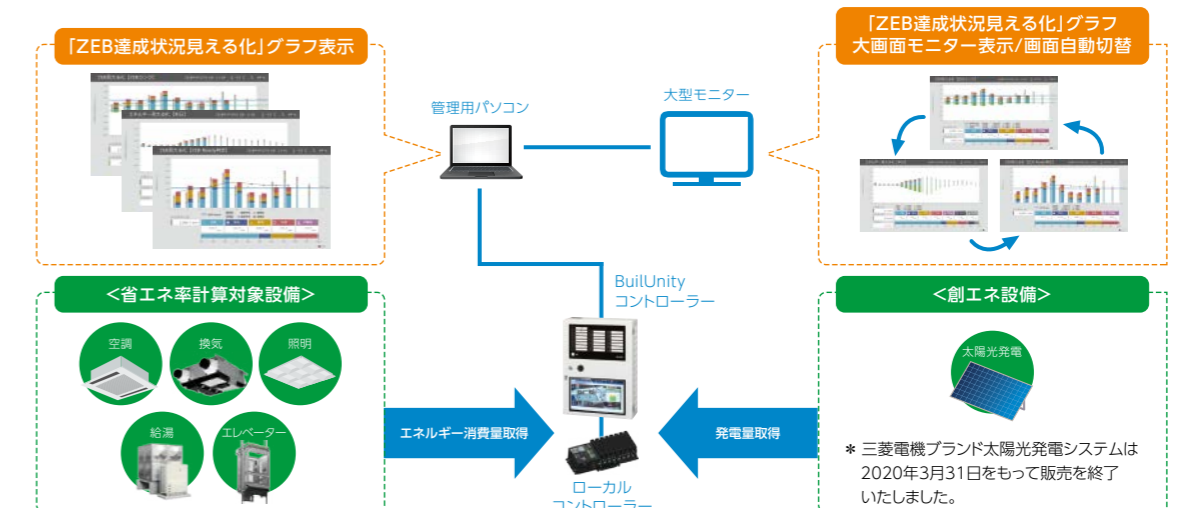 「ZEB達成状況見える化」グラフ表示
「ZEB達成状況見える化」グラフ
大画面モニター表示/画面自動切替
管理用パソコン
大型モニター
BuilUnity
コントローラー
<省エネ率計算対象設備>
空調
換気
照明
給湯
エレベーター
エネルギー消費量取得
発電量取得
ローカル
コントローラー
<創エネ設備>
太陽光発電
* 三菱電機ブランド太陽光発電システムは
2020年3月31日をもって販売を終了
いたしました。